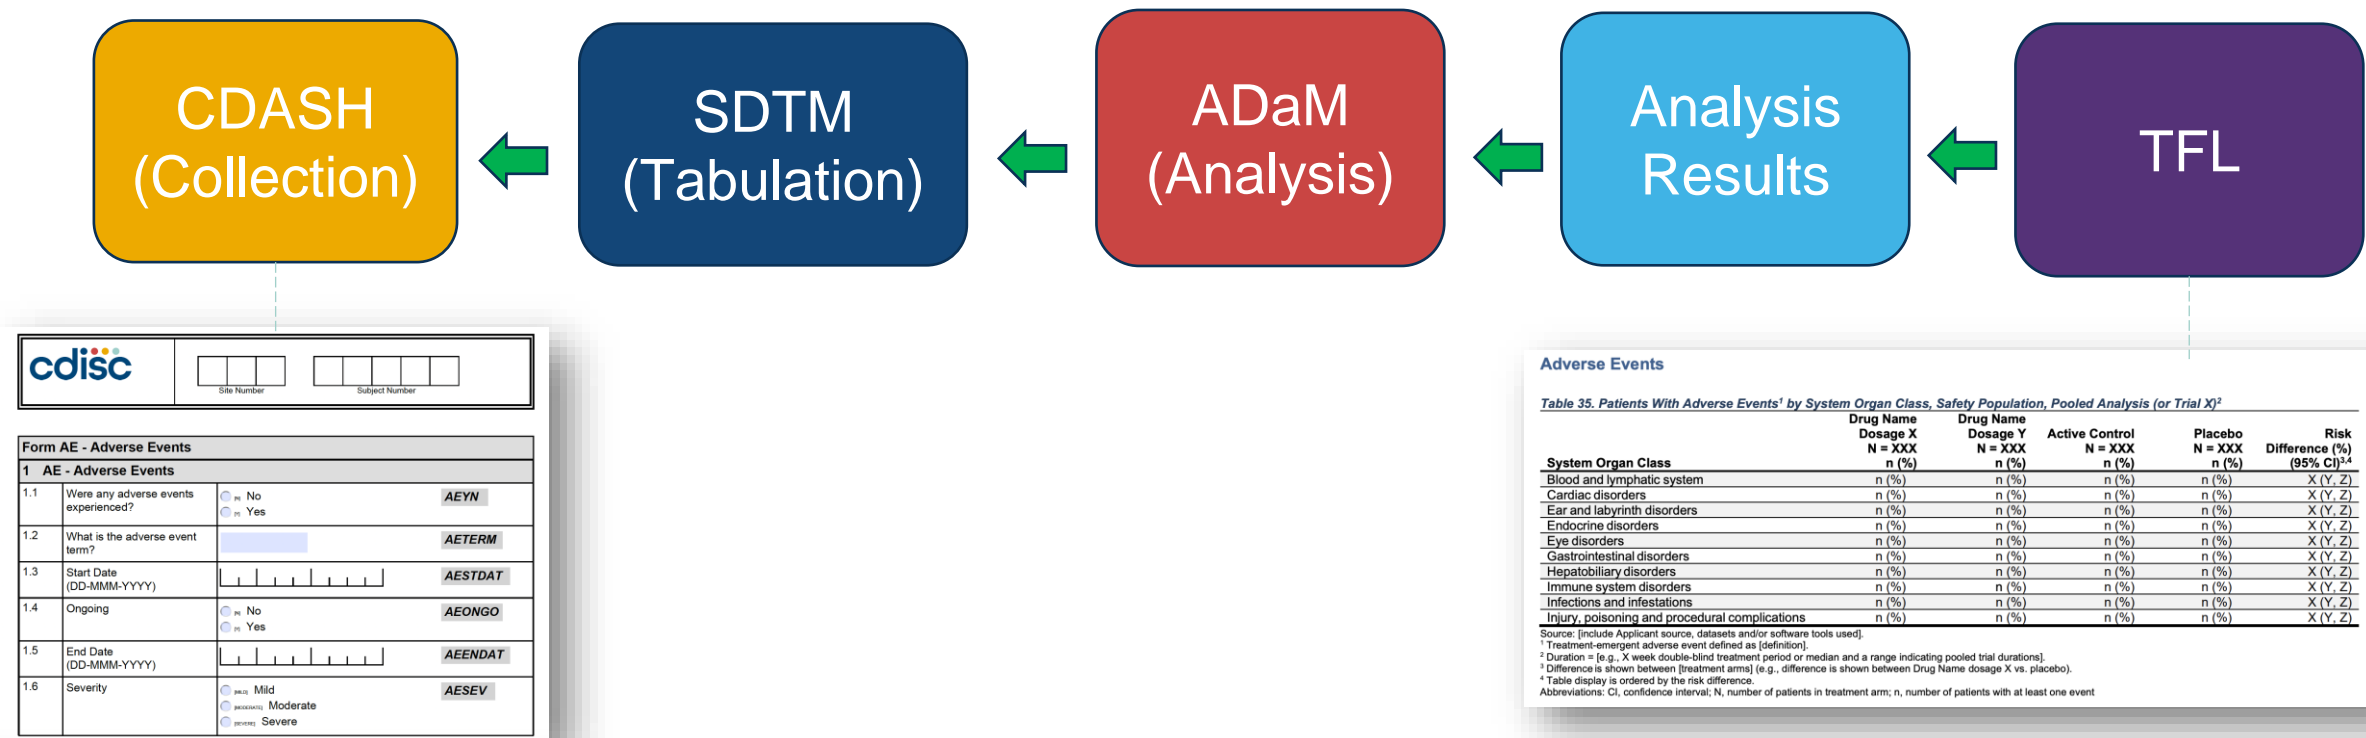 CDASH
(Collection)
SDTM
(Tabulation)
ADaM
(Analysis)
Analysis
Results
TFL
cdisc
Site Number
Subject Number
Form AE - Adverse Events
1 AE - Adverse Events
1.1 Were any adverse events experienced? [N] No AEYN
[Y] Yes
1.2 What is the adverse event term? AETERM
1.3 Start Date (DD-MMM-YYYY) AESTDAT
1.4 Ongoing [N] No AEONGO
[Y] Yes
1.5 End Date (DD-MMM-YYYY) AEENDAT
1.6 Severity [MILD] Mild AESEV
[MODERATE] Moderate
[SEVERE] Severe
Adverse Events
Table 35. Patients With Adverse Events¹ by System Organ Class, Safety Population, Pooled Analysis (or Trial X)²
Drug Name Drug Name
Dosage X Dosage Y Active Control Placebo Risk
N = XXX N = XXX N = XXX N = XXX Difference (%)
System Organ Class n (%) n (%) n (%) n (%) (95% CI)³,⁴
Blood and lymphatic system n (%) n (%) n (%) n (%) X (Y, Z)
Cardiac disorders n (%) n (%) n (%) n (%) X (Y, Z)
Ear and labyrinth disorders n (%) n (%) n (%) n (%) X (Y, Z)
Endocrine disorders n (%) n (%) n (%) n (%) X (Y, Z)
Eye disorders n (%) n (%) n (%) n (%) X (Y, Z)
Gastrointestinal disorders n (%) n (%) n (%) n (%) X (Y, Z)
Hepatobiliary disorders n (%) n (%) n (%) n (%) X (Y, Z)
Immune system disorders n (%) n (%) n (%) n (%) X (Y, Z)
Infections and infestations n (%) n (%) n (%) n (%) X (Y, Z)
Injury, poisoning and procedural complications n (%) n (%) n (%) n (%) X (Y, Z)
Source: [include Applicant source, datasets and/or software tools used].
¹ Treatment-emergent adverse event defined as [definition].
² Duration = [e.g., X week double-blind treatment period or median and a range indicating pooled trial durations].
³ Difference is shown between [treatment arms] (e.g., difference is shown between Drug Name dosage X vs. placebo).
⁴ Table display is ordered by the risk difference.
Abbreviations: CI, confidence interval; N, number of patients in treatment arm; n, number of patients with at least one event